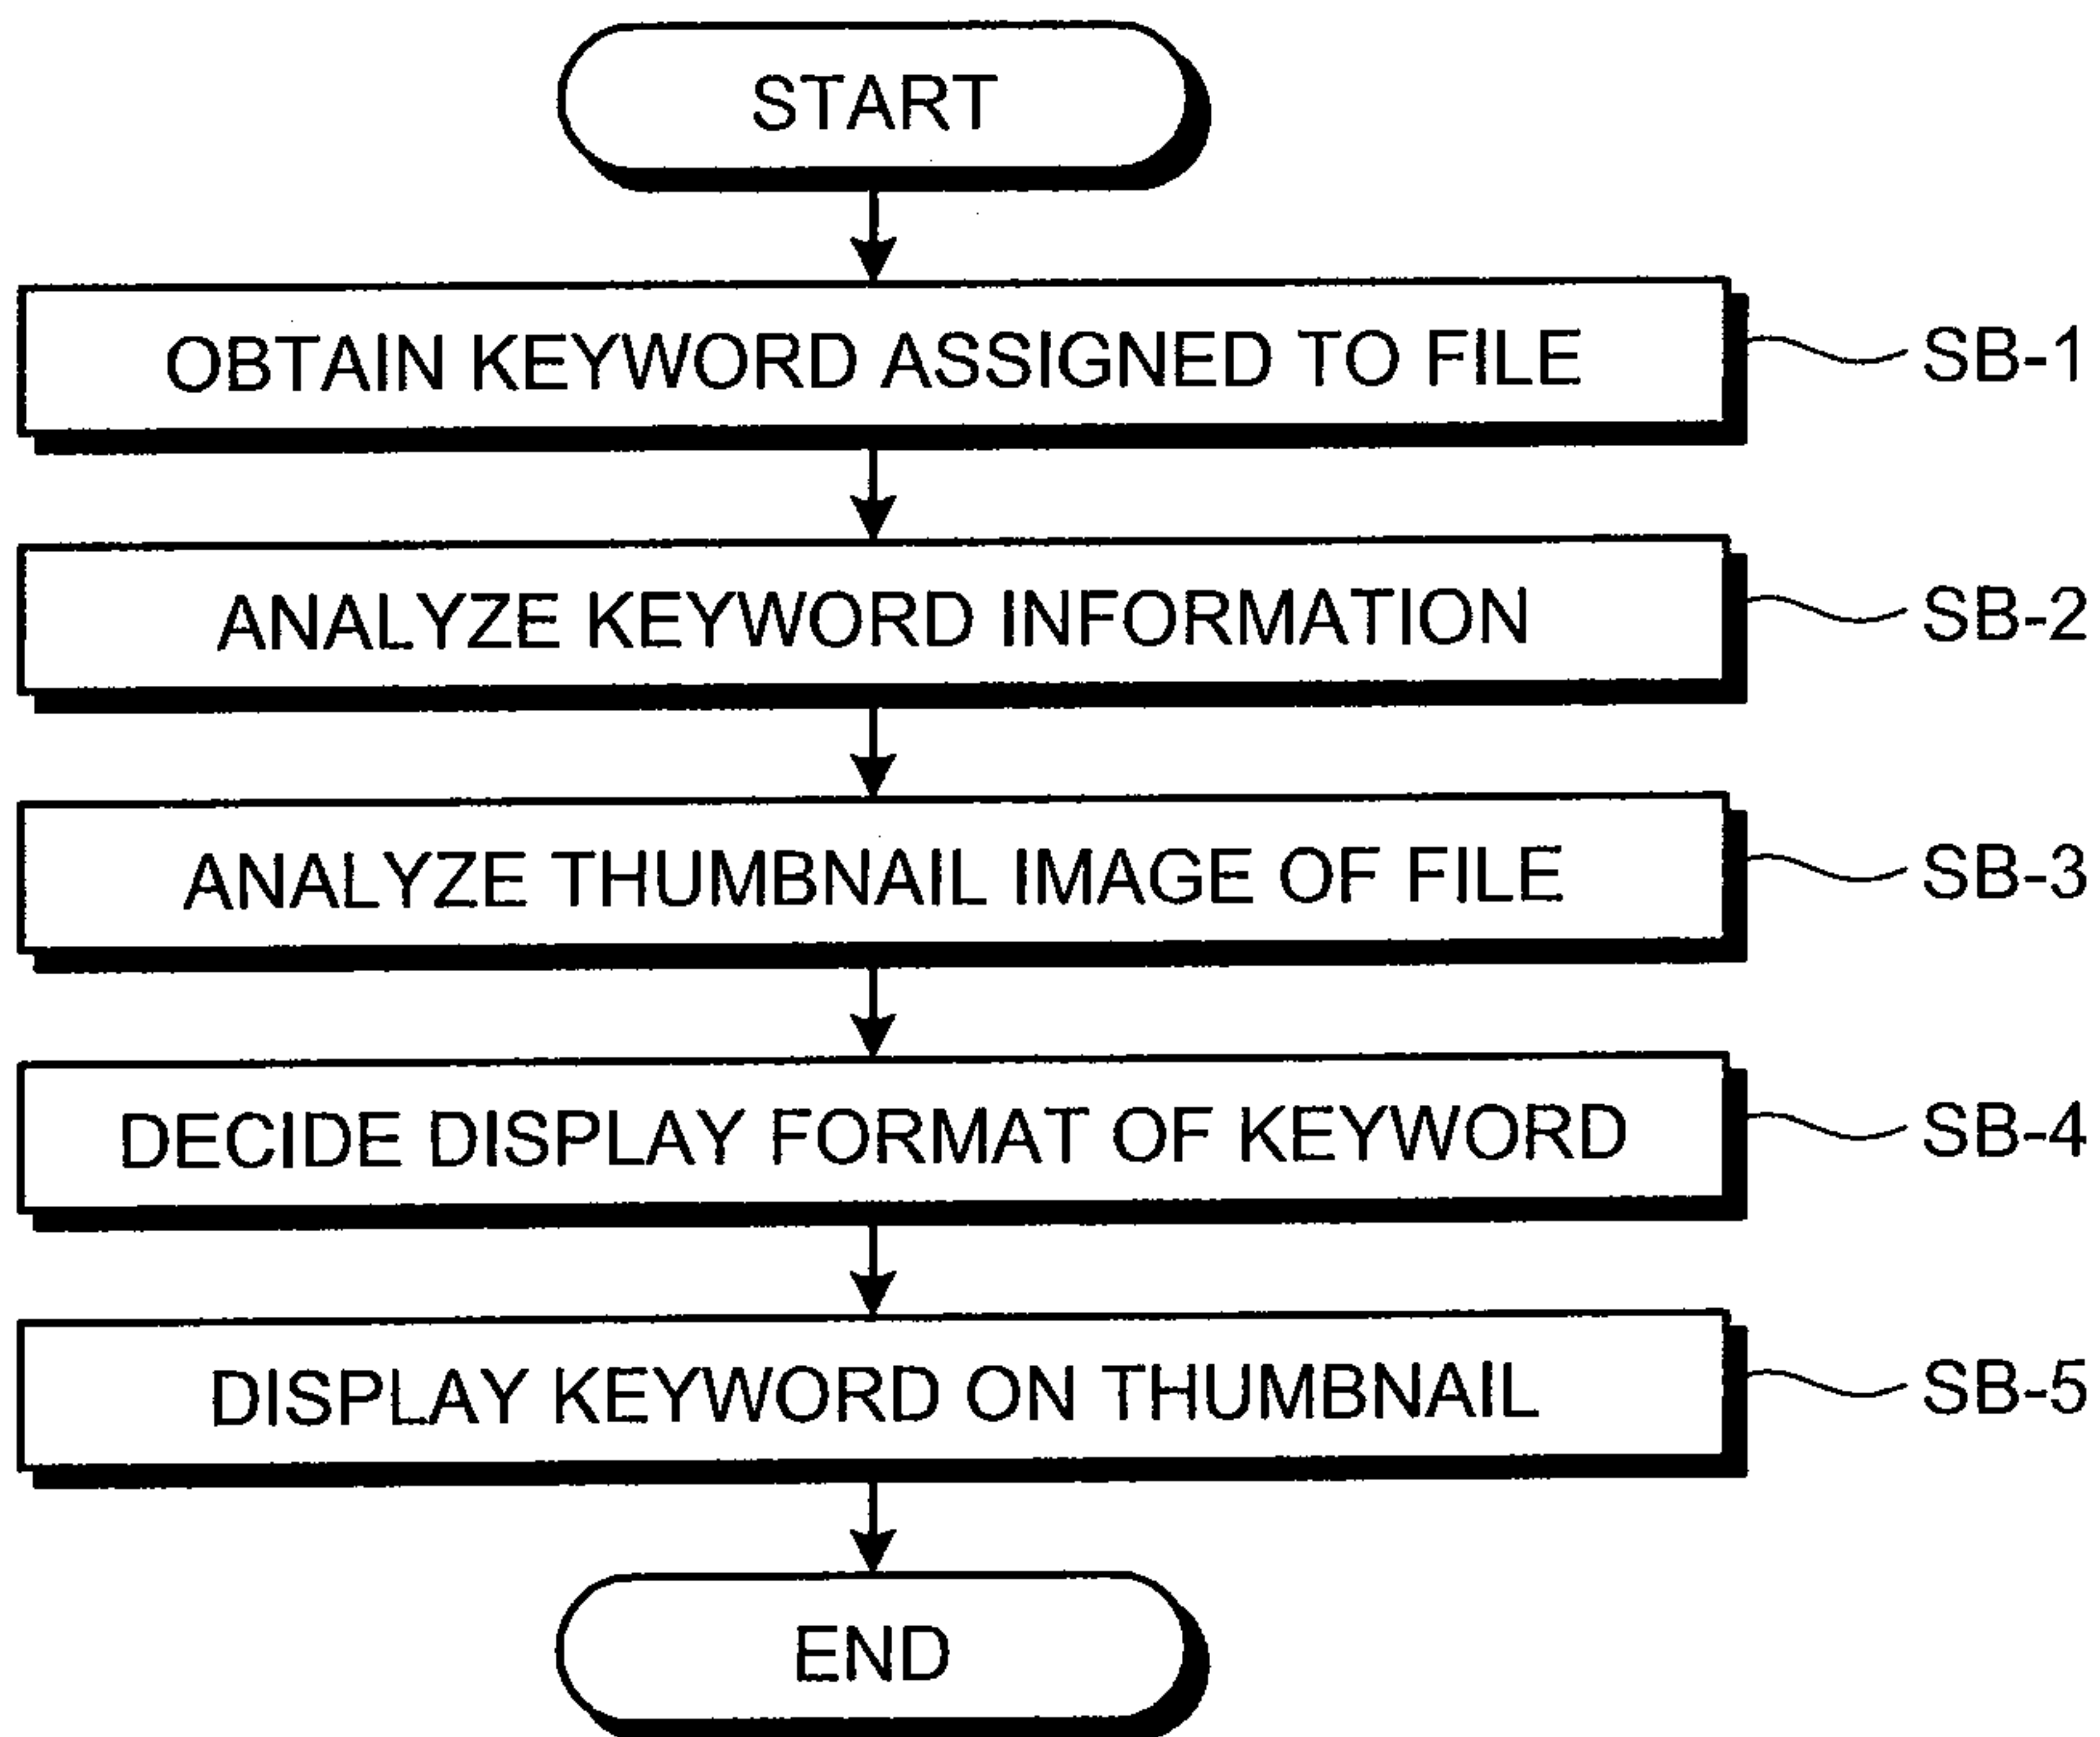 START
OBTAIN KEYWORD ASSIGNED TO FILE SB-1
ANALYZE KEYWORD INFORMATION SB-2
ANALYZE THUMBNAIL IMAGE OF FILE SB-3
DECIDE DISPLAY FORMAT OF KEYWORD SB-4
DISPLAY KEYWORD ON THUMBNAIL SB-5
END